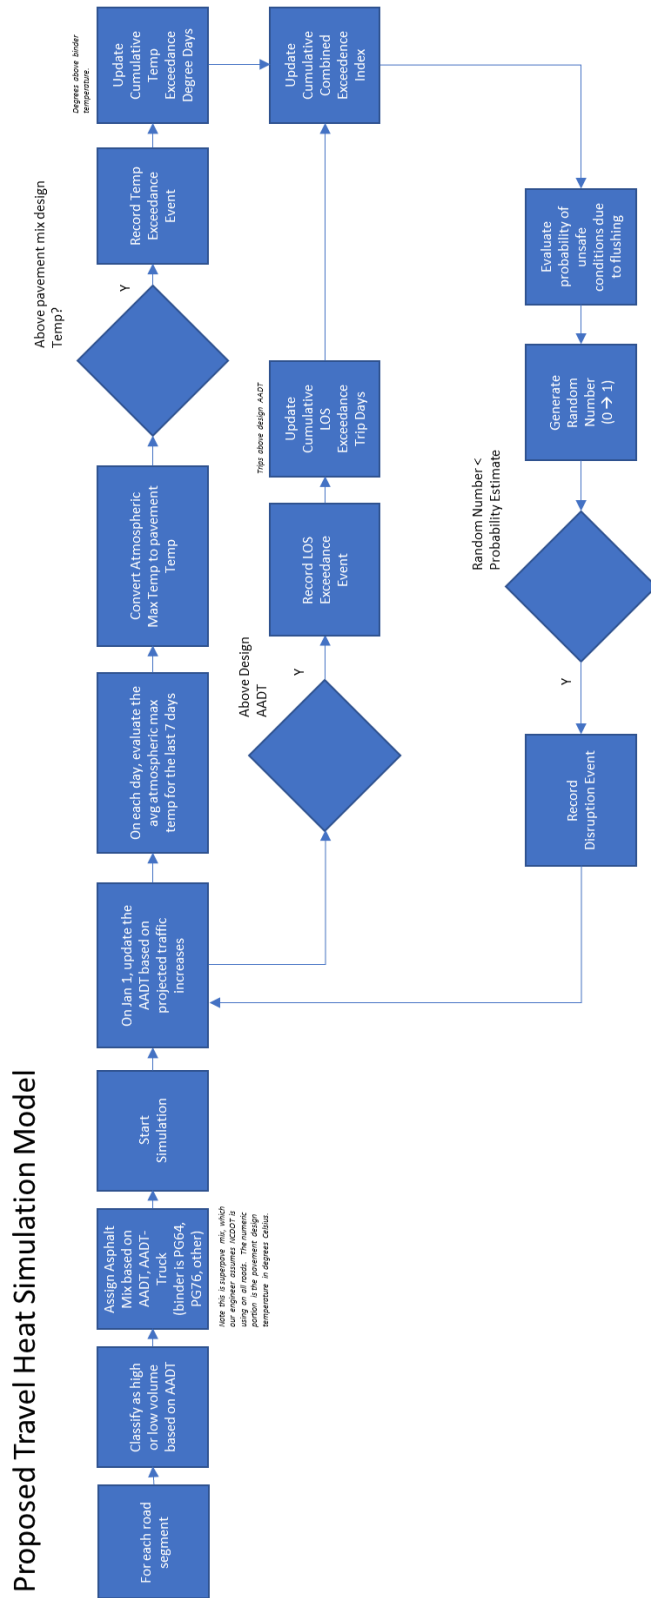 Proposed Travel Heat Simulation Model
For each road
segment
Classify as high
or low volume
based on AADT
Assign Asphalt
Mix based on
AADT, AADT-
Truck
(binder is PG64,
PG76, other)
Note this is superpave mix, which
our engineer assumes NCDOT is
using on all roads. The numeric
portion is the pavement design
temperature in degrees Celsius.
Start
Simulation
On Jan 1, update the
AADT based on
projected traffic
increases
On each day, evaluate the
avg atmospheric max
temp for the last 7 days
Convert Atmospheric
Max Temp to pavement
Temp
Above pavement mix design
Temp?
Y
Record Temp
Exceedance
Event
Degrees above binder
temperature.
Update
Cumulative
Temp
Exceedance
Degree Days
Above Design
AADT
Y
Record LOS
Exceedance
Event
Trips above design AADT
Update
Cumulative
LOS
Exceedance
Trip Days
Update
Cumulative
Combined
Exceedence
Index
Evaluate
probability of
unsafe
conditions due
to flushing
Generate
Random
Number
(0 → 1)
Random Number <
Probability Estimate
Y
Record
Disruption Event